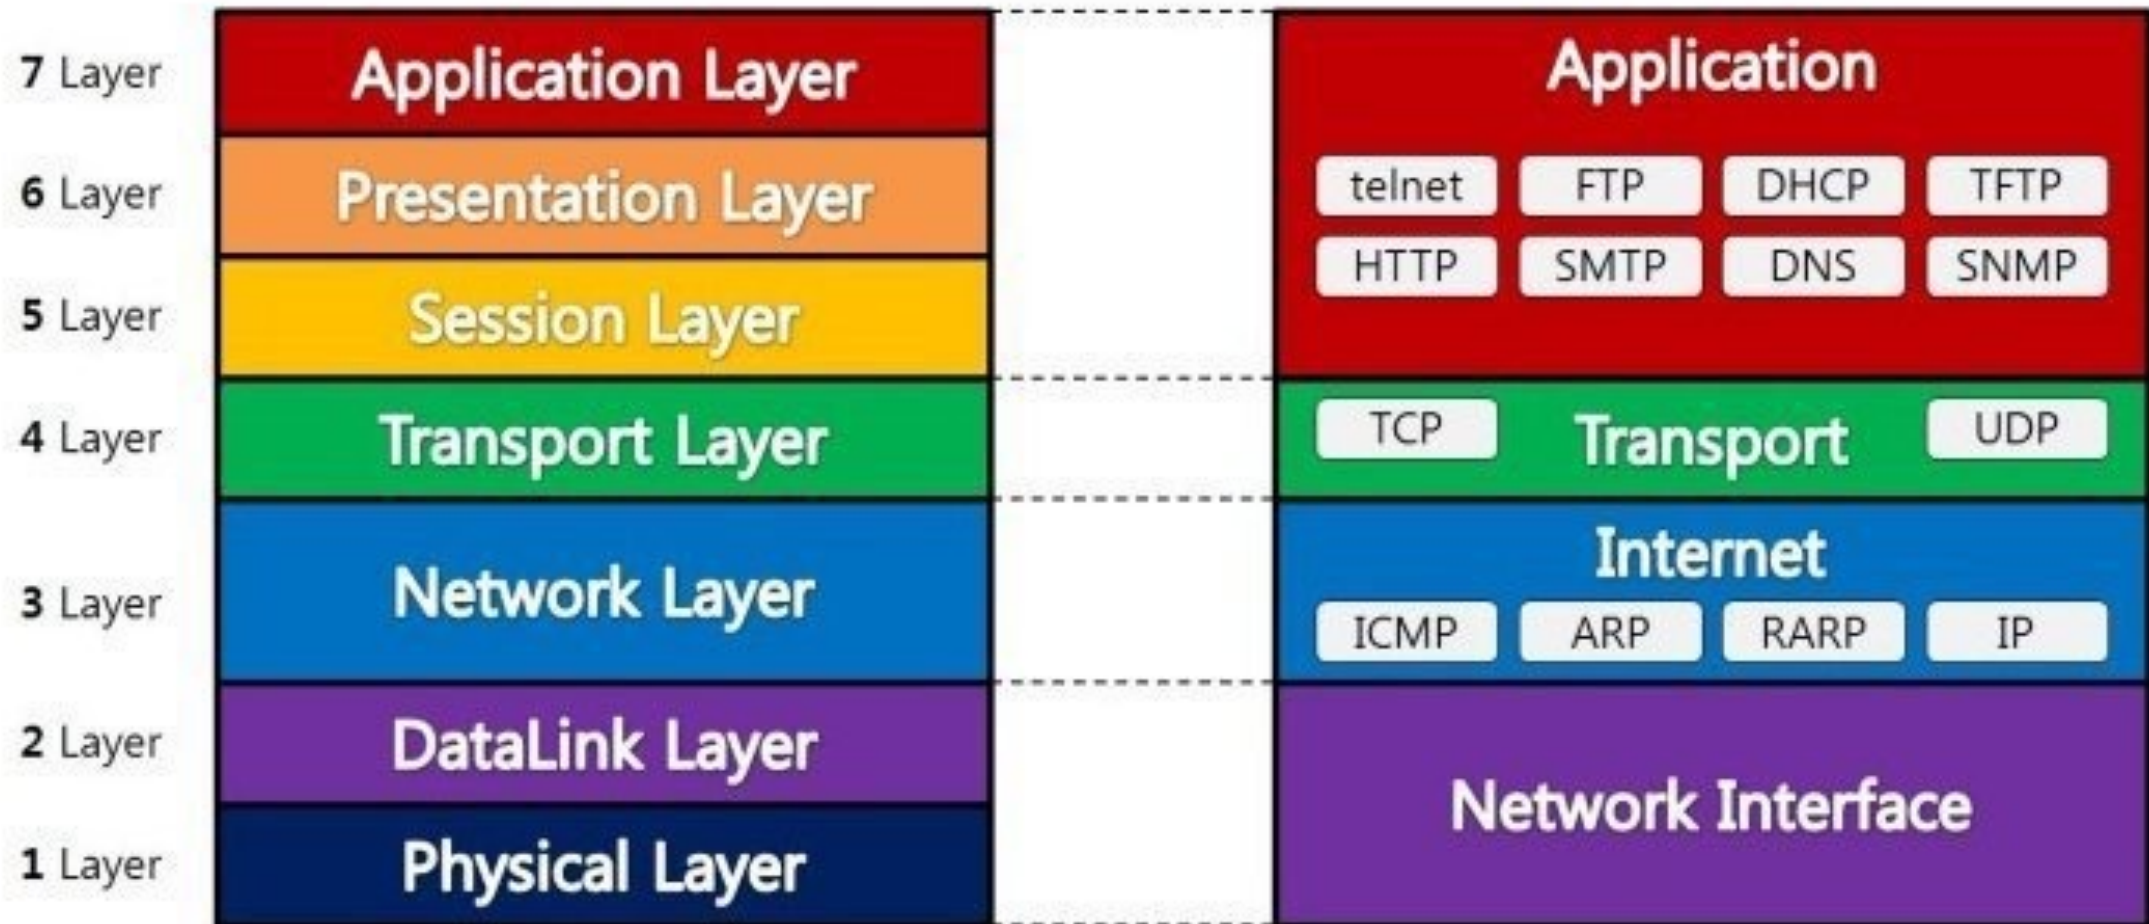 7 Layer
Application Layer
6 Layer
Presentation Layer
5 Layer
Session Layer
4 Layer
Transport Layer
3 Layer
Network Layer
2 Layer
DataLink Layer
1 Layer
Physical Layer
Application
telnet FTP DHCP TFTP
HTTP SMTP DNS SNMP
TCP Transport UDP
Internet
ICMP ARP RARP IP
Network Interface